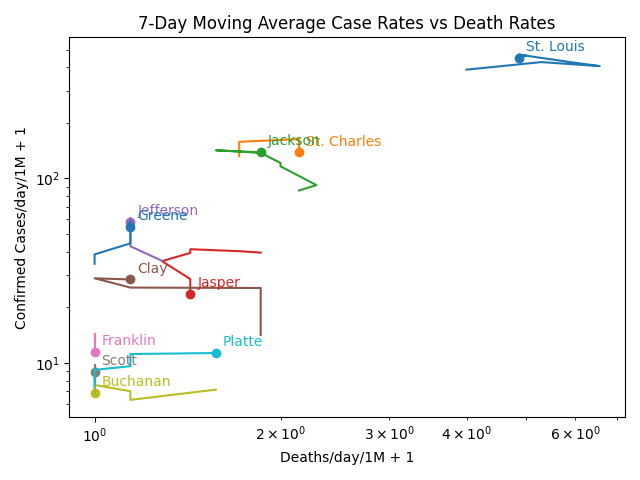 7-Day Moving Average Case Rates vs Death Rates
St. Louis
Jackson
St. Charles
10²
Jefferson
Greene
Clay
Jasper
Franklin
Platte
Scott
10¹
Buchanan
10⁰
2 × 10⁰
3 × 10⁰
4 × 10⁰
6 × 10⁰
Deaths/day/1M + 1
Confirmed Cases/day/1M + 1